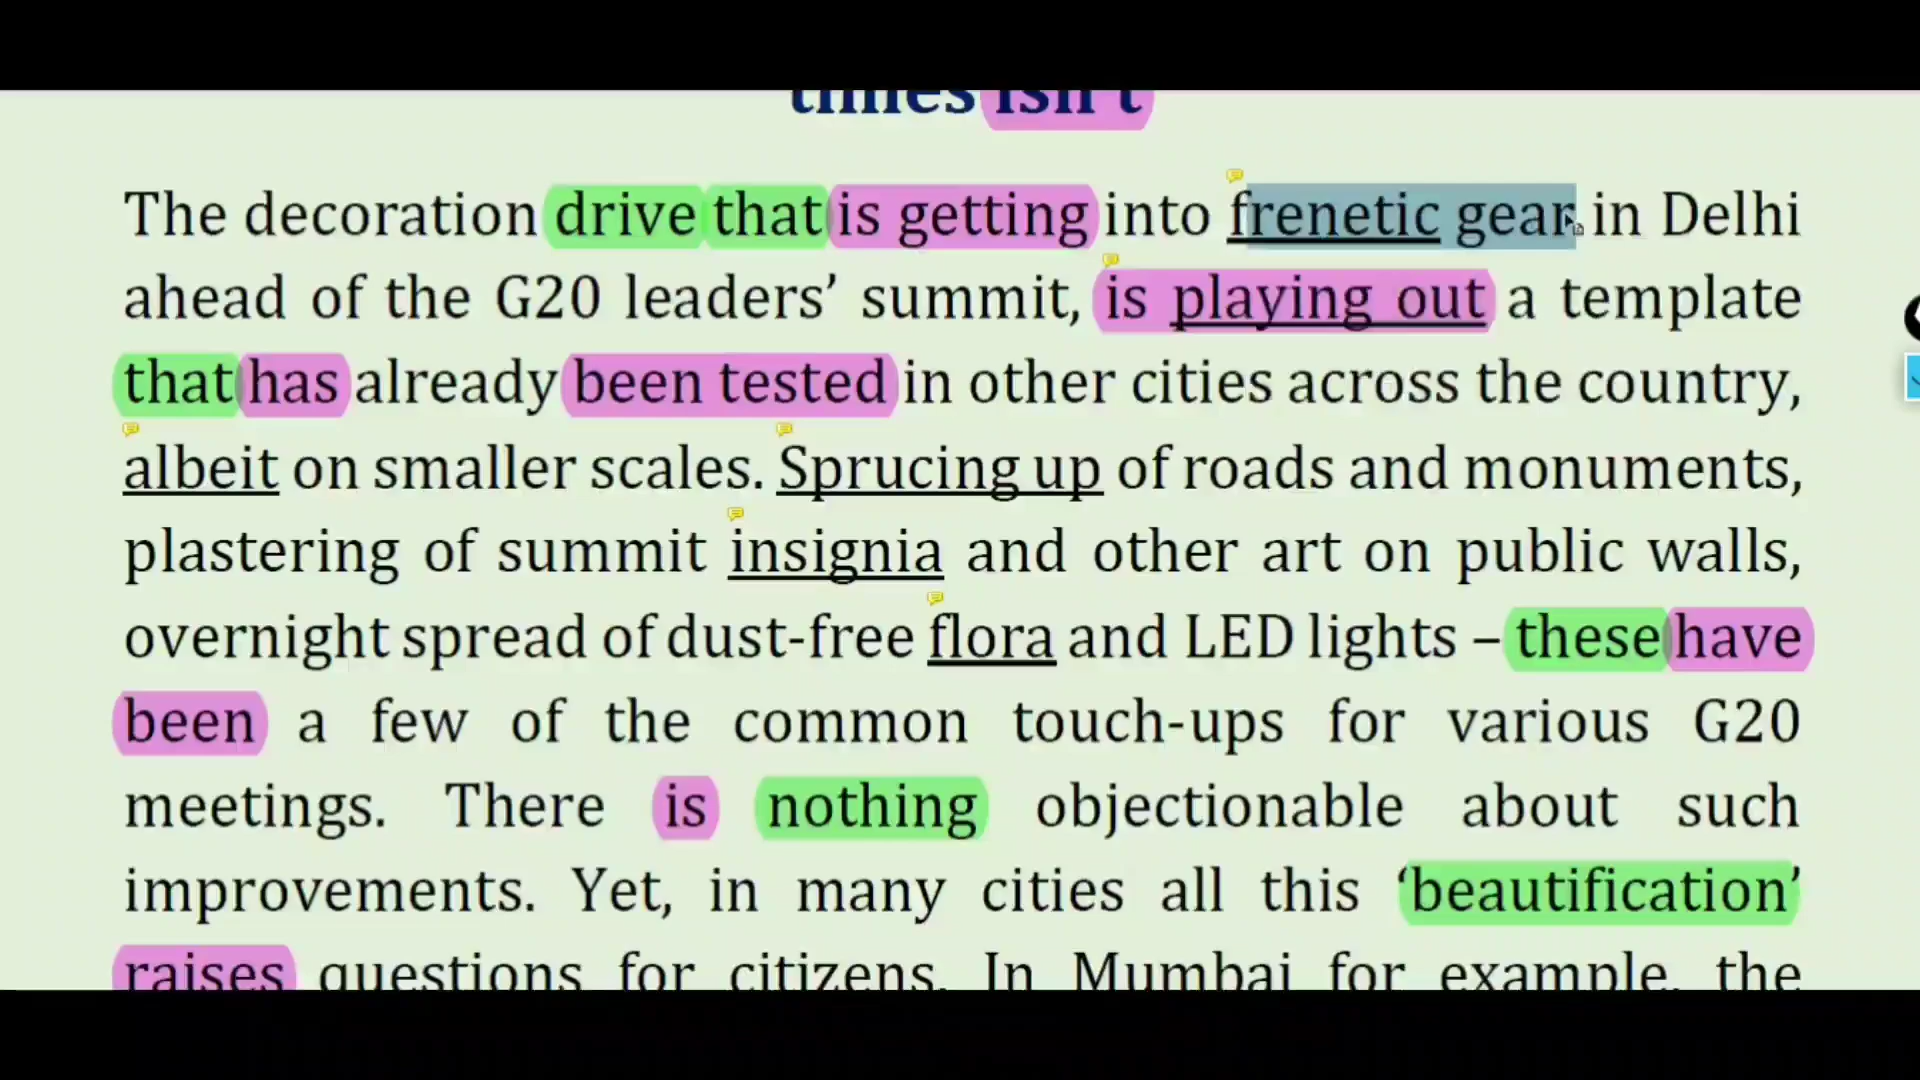 times isn't
The decoration drive that is getting into frenetic gear in Delhi
ahead of the G20 leaders’ summit, is playing out a template
that has already been tested in other cities across the country,
albeit on smaller scales. Sprucing up of roads and monuments,
plastering of summit insignia and other art on public walls,
overnight spread of dust-free flora and LED lights – these have
been a few of the common touch-ups for various G20
meetings. There is nothing objectionable about such
improvements. Yet, in many cities all this ‘beautification’
raises questions for citizens. In Mumbai for example, the